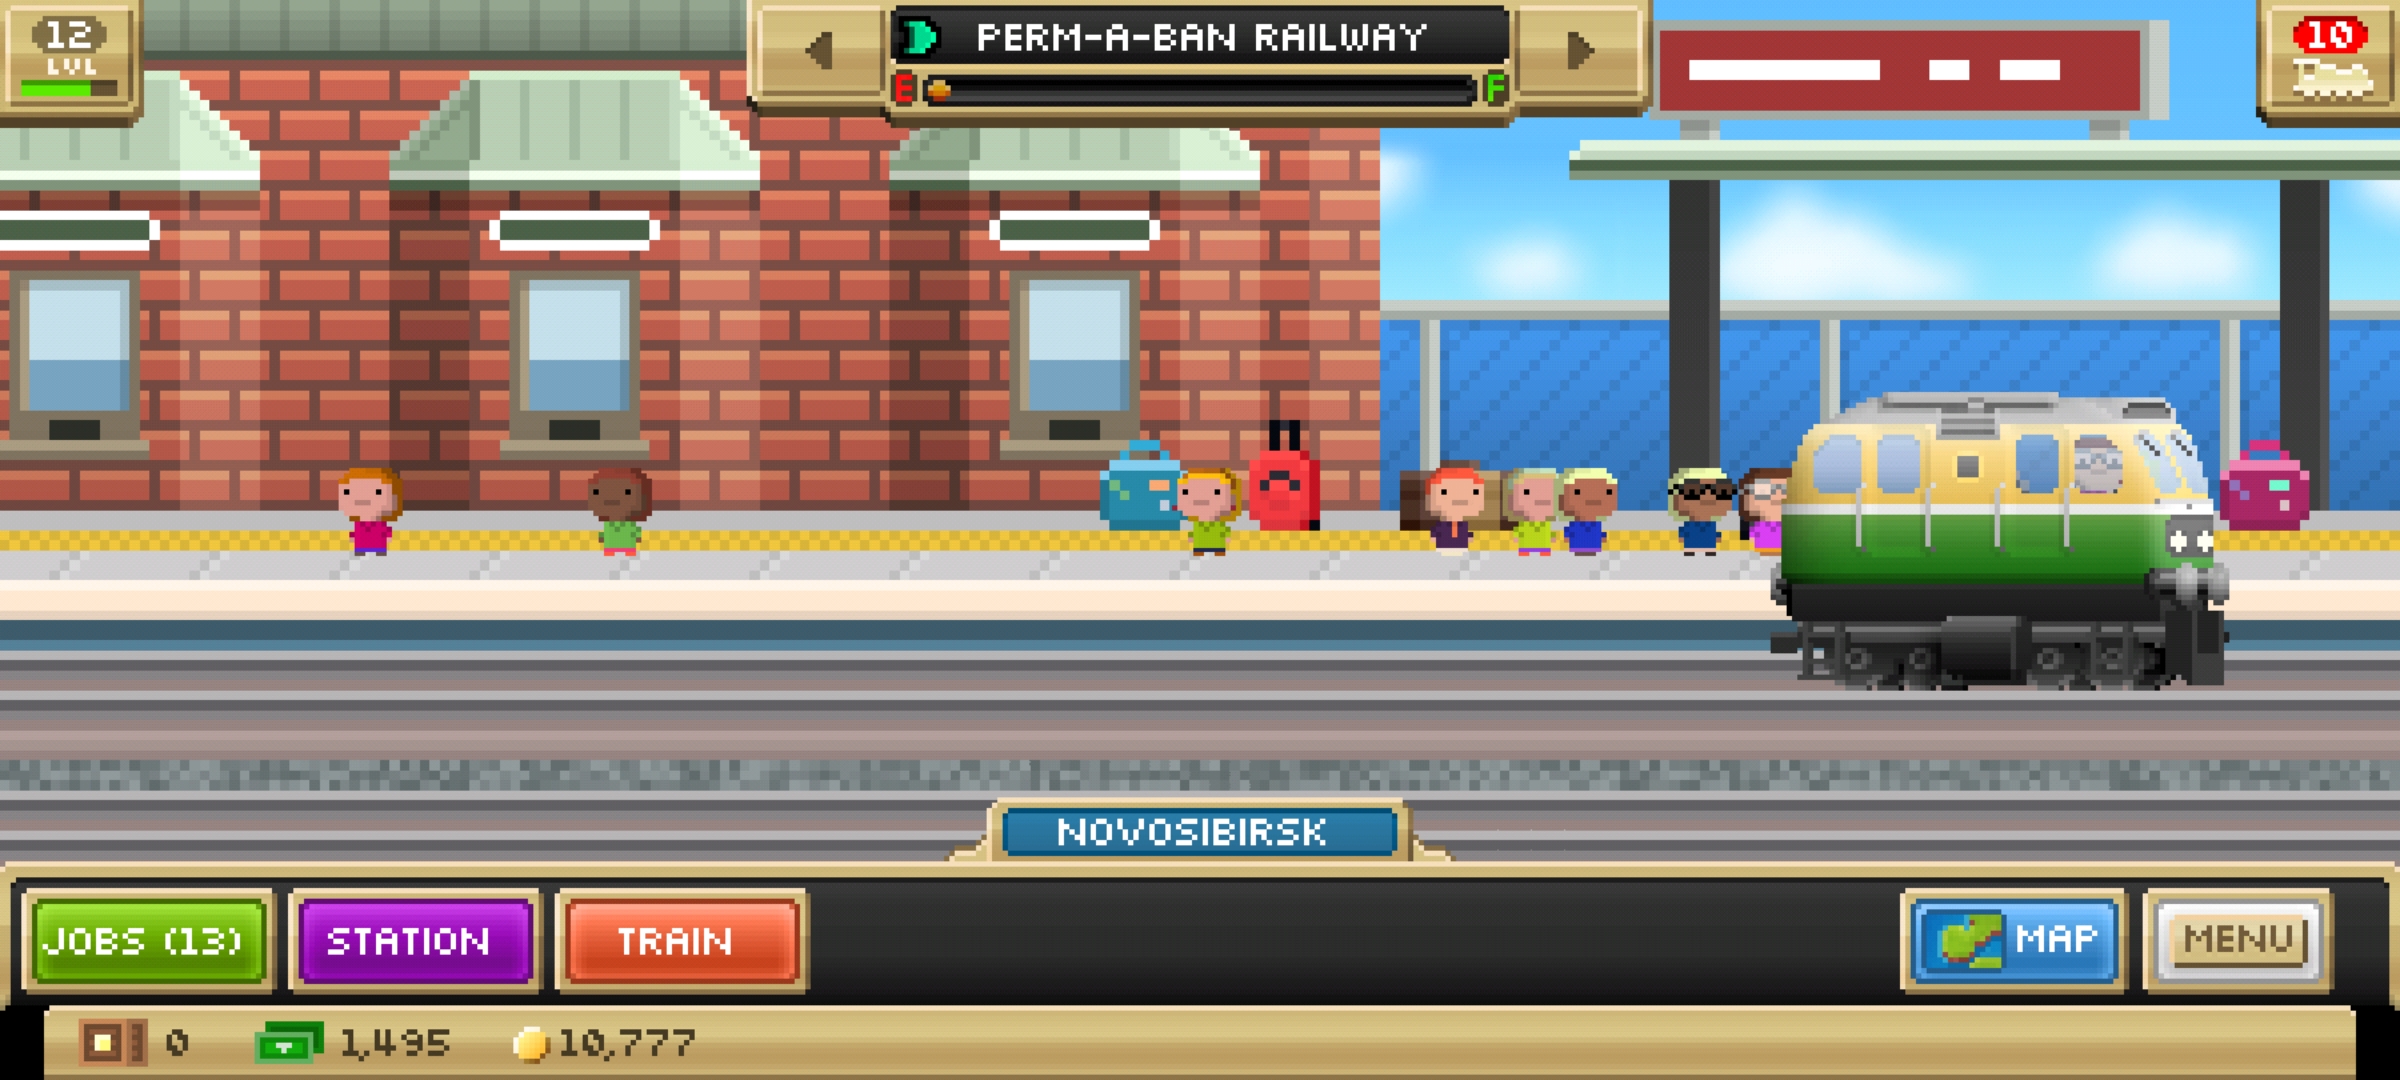 12
LVL
PERM-A-BAN RAILWAY
E F
10
NOVOSIBIRSK
JOBS (13) STATION TRAIN MAP MENU
0 1,495 10,777